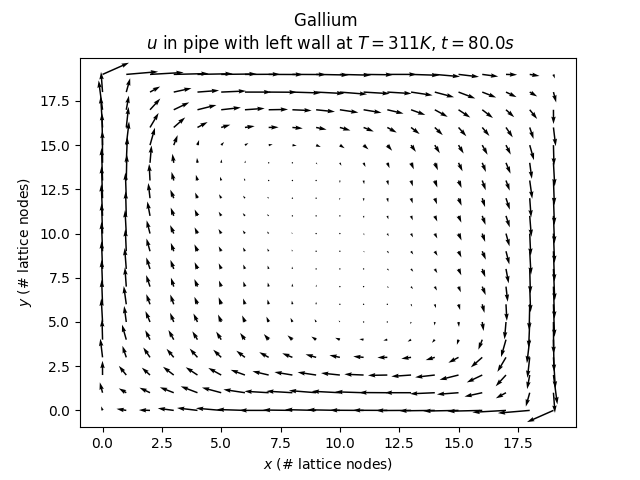 Gallium
u in pipe with left wall at T = 311K, t = 80.0s
17.5
15.0
12.5
10.0
7.5
5.0
2.5
0.0
y (# lattice nodes)
0.0 2.5 5.0 7.5 10.0 12.5 15.0 17.5
x (# lattice nodes)